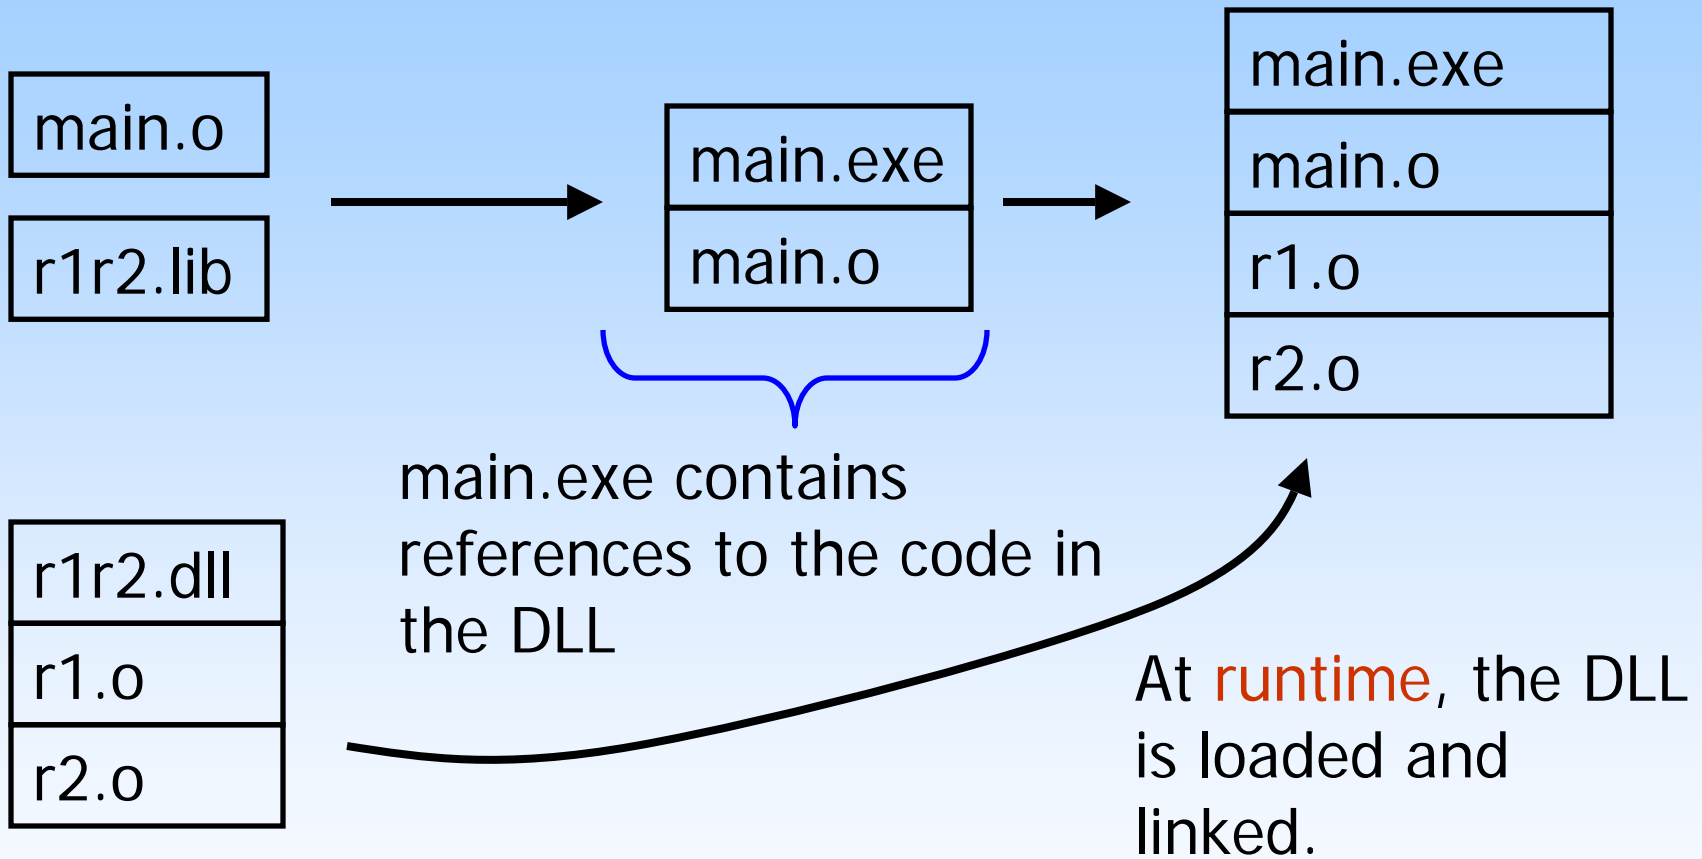 main.o
r1r2.lib
main.exe
main.o
main.exe
main.o
r1.o
r2.o
main.exe contains
references to the code in
the DLL
r1r2.dll
r1.o
r2.o
At runtime, the DLL
is loaded and
linked.